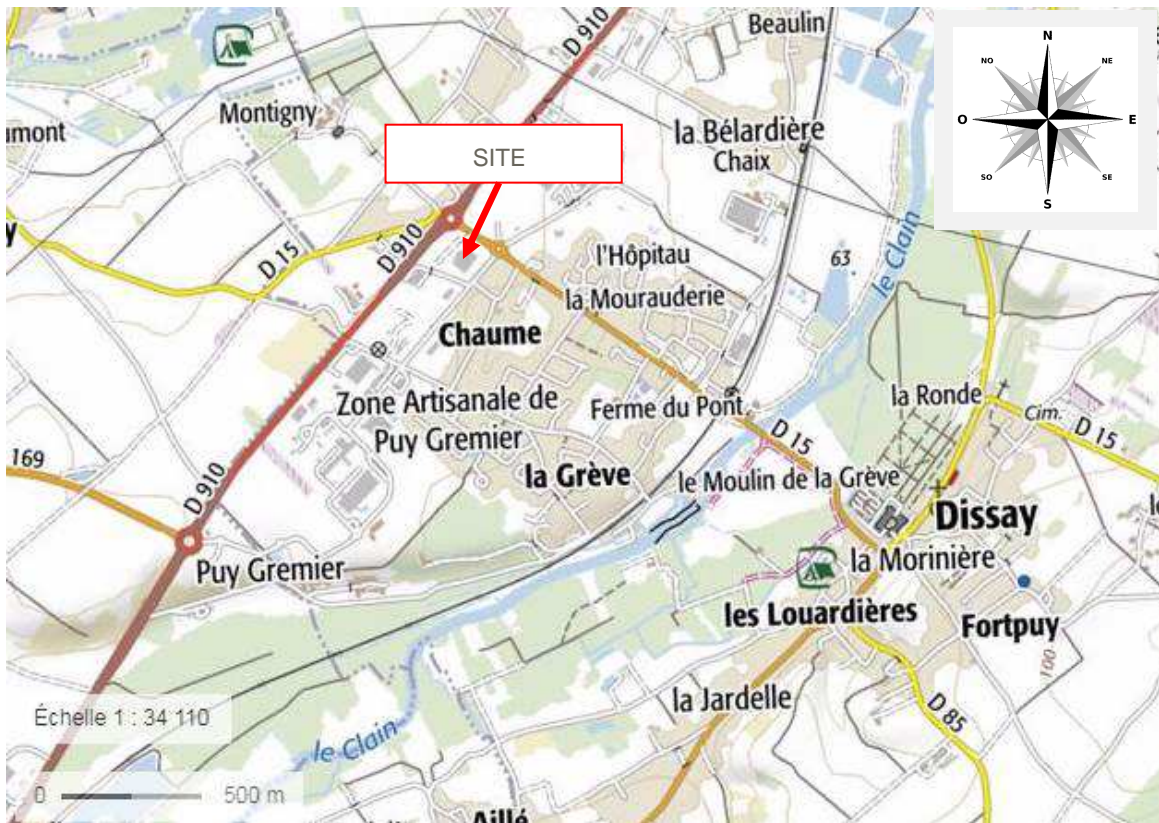 Beaulin
D 910
N
NO
NE
O
E
SO
SE
S
Montigny
la Bélardière
Chaix
umont
SITE
le Clain
y
D 15
D 910
l'Hôpitau
63
la Mourauderie
Chaume
la Ronde
Cim.
D 15
Zone Artisanale de
Puy Gremier
Ferme du Pont
D 15
169
D 910
la Grève
le Moulin de la Grève
Dissay
la Morinière
Puy Gremier
les Louardières
Fortpuy
100
la Jardelle
D 85
Échelle 1 : 34 110
le Clain
0
500 m
Aillé